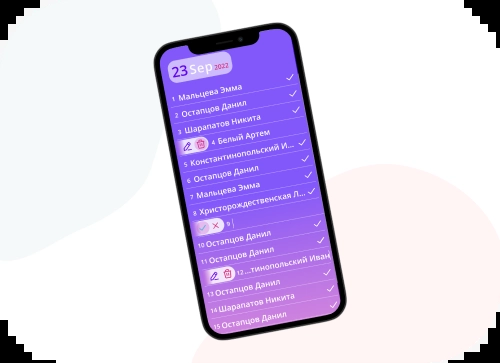 23 Sep 2022
1 Мальцева Эмма
2 Остапцов Данил
3 Шарапатов Никита
4 Белый Артем
5 Константинопольский И...
6 Остапцов Данил
7 Мальцева Эмма
8 Христорождественская Л...
9
10 Остапцов Данил
11 Остапцов Данил
12 ...тинопольский Иван
13 Остапцов Данил
14 Шарапатов Никита
15 Остапцов Данил